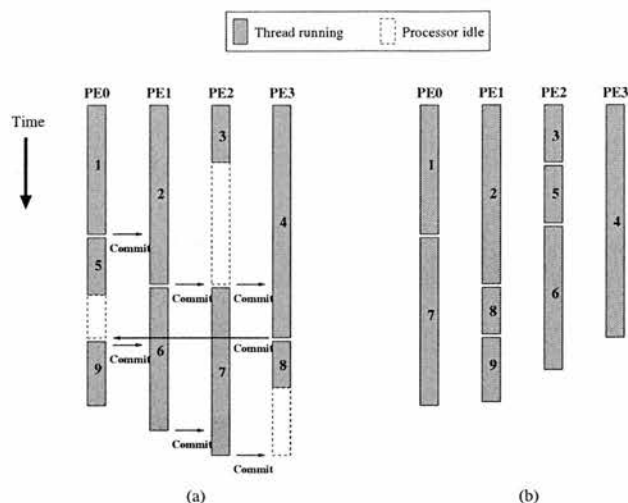 Thread running Processor idle
PE0 PE1 PE2 PE3 PE0 PE1 PE2 PE3
Time
3 3
1 1
2 5 2
4 4
Commit
5
Commit Commit 6
8
7
Commit Commit
6 8
9 7 9
Commit Commit
(a) (b)